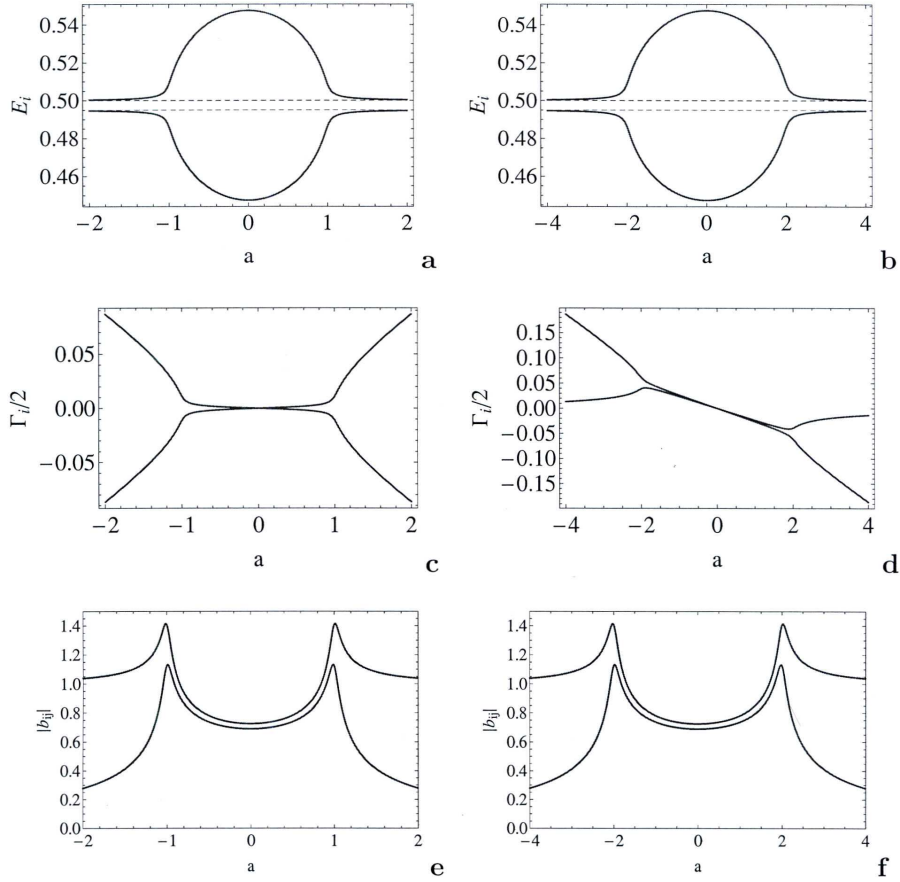 0.54
0.52
0.50
0.48
0.46
E_i
−2 −1 0 1 2
a
a
0.54
0.52
0.50
0.48
0.46
E_i
−4 −2 0 2 4
a
b
0.05
0.00
−0.05
Γ_i/2
−2 −1 0 1 2
a
c
0.15
0.10
0.05
0.00
−0.05
−0.10
−0.15
Γ_i/2
−4 −2 0 2 4
a
d
1.4
1.2
1.0
0.8
0.6
0.4
0.2
0.0
|b_ij|
−2 −1 0 1 2
a
e
1.4
1.2
1.0
0.8
0.6
0.4
0.2
0.0
|b_ij|
−4 −2 0 2 4
a
f